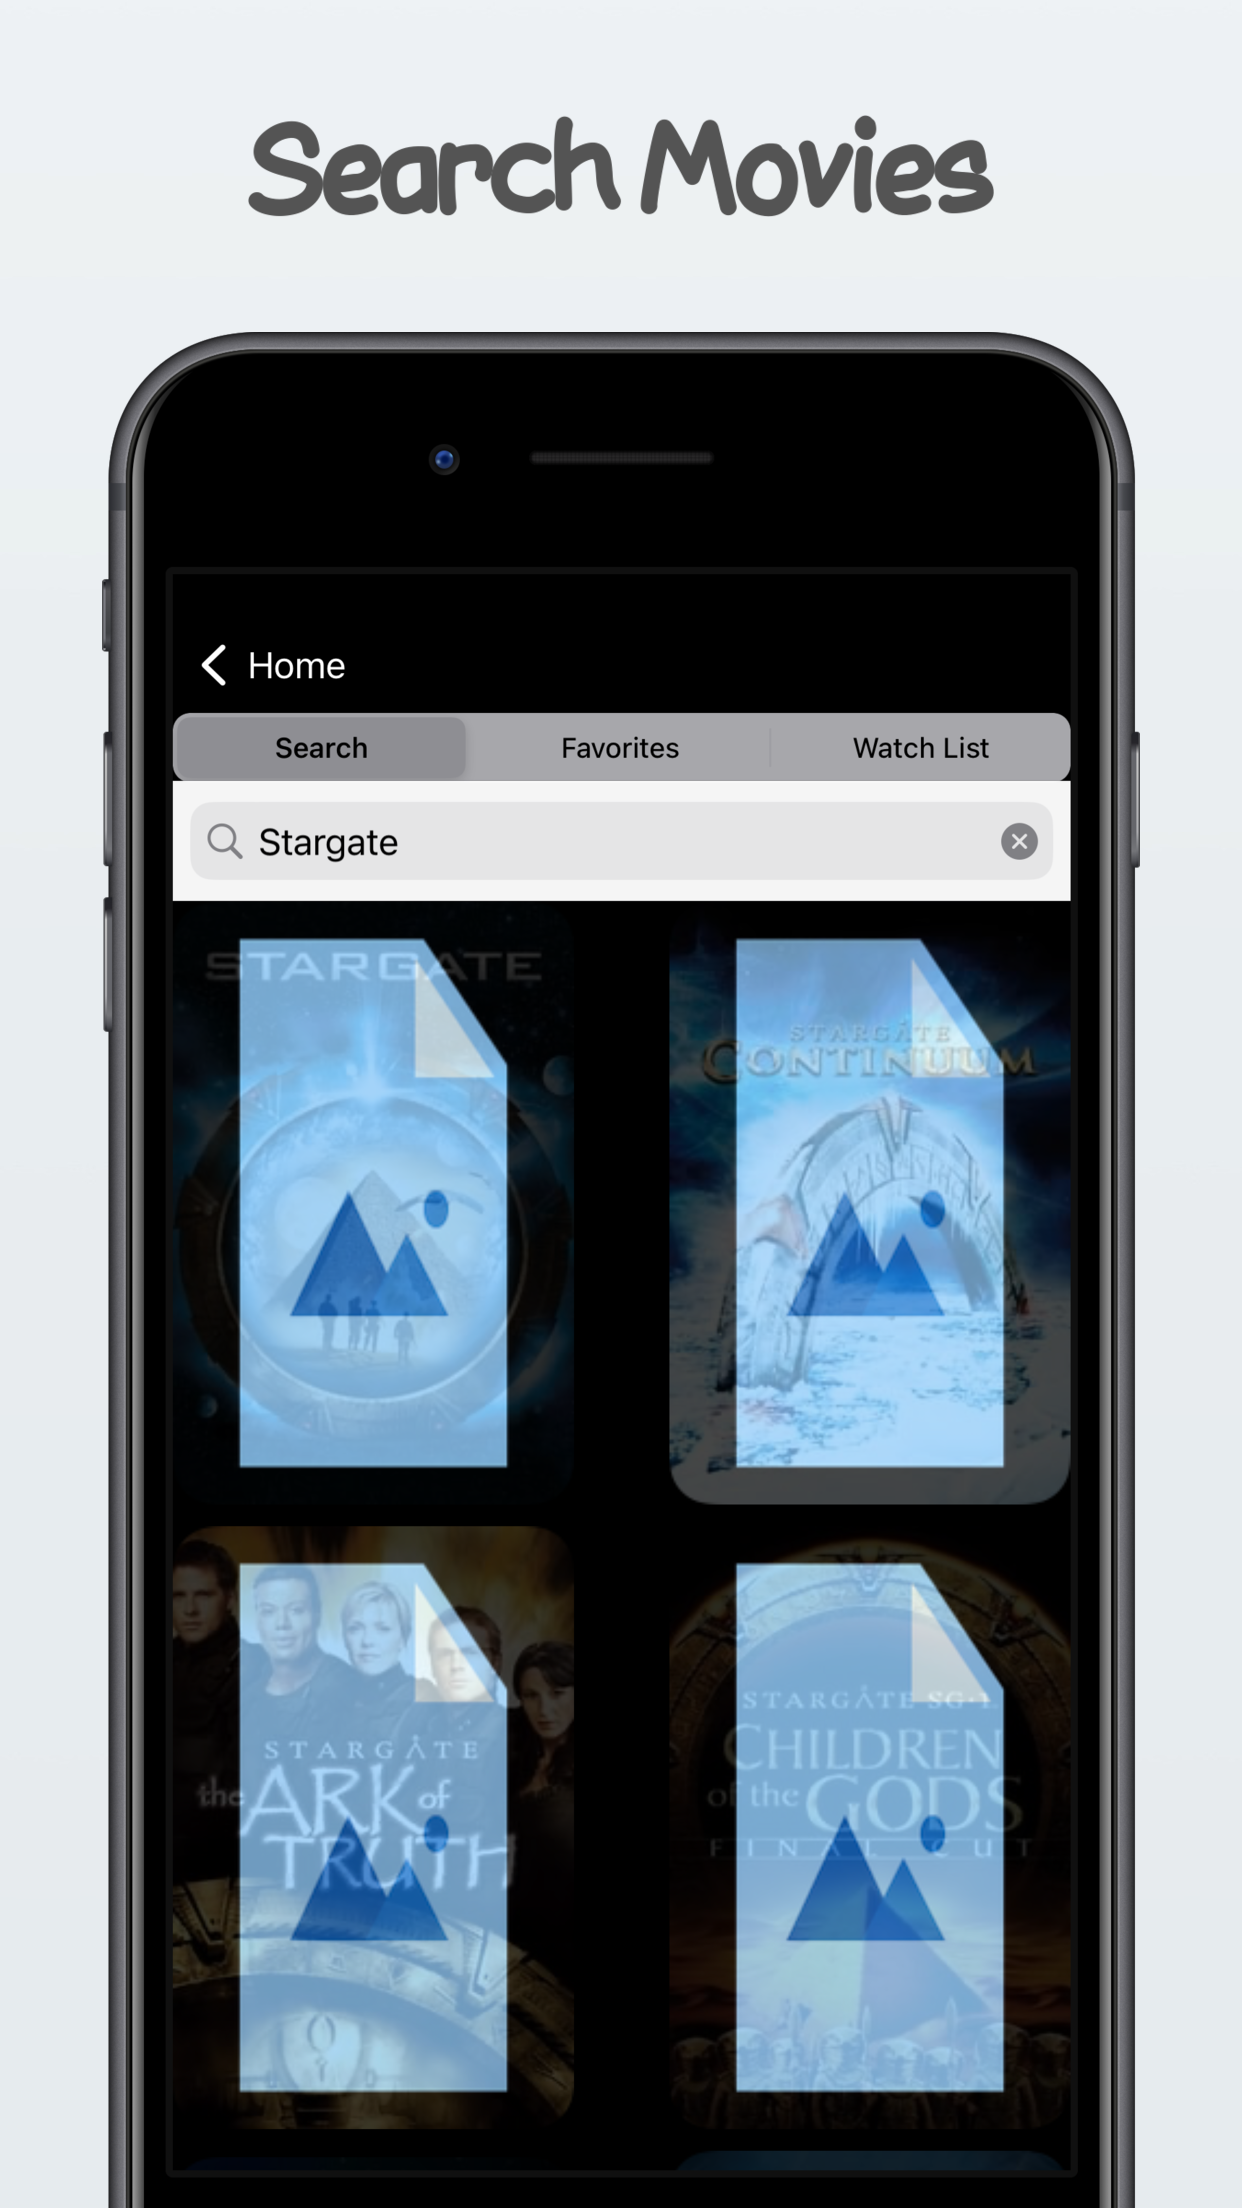 Search Movies
Home
Search Favorites Watch List
Stargate
STARGATE
STARGATE
CONTINUUM
STARGATE
the ARK of
TRUTH
STARGATE SG·1
CHILDREN
of the GODS
FINAL CUT